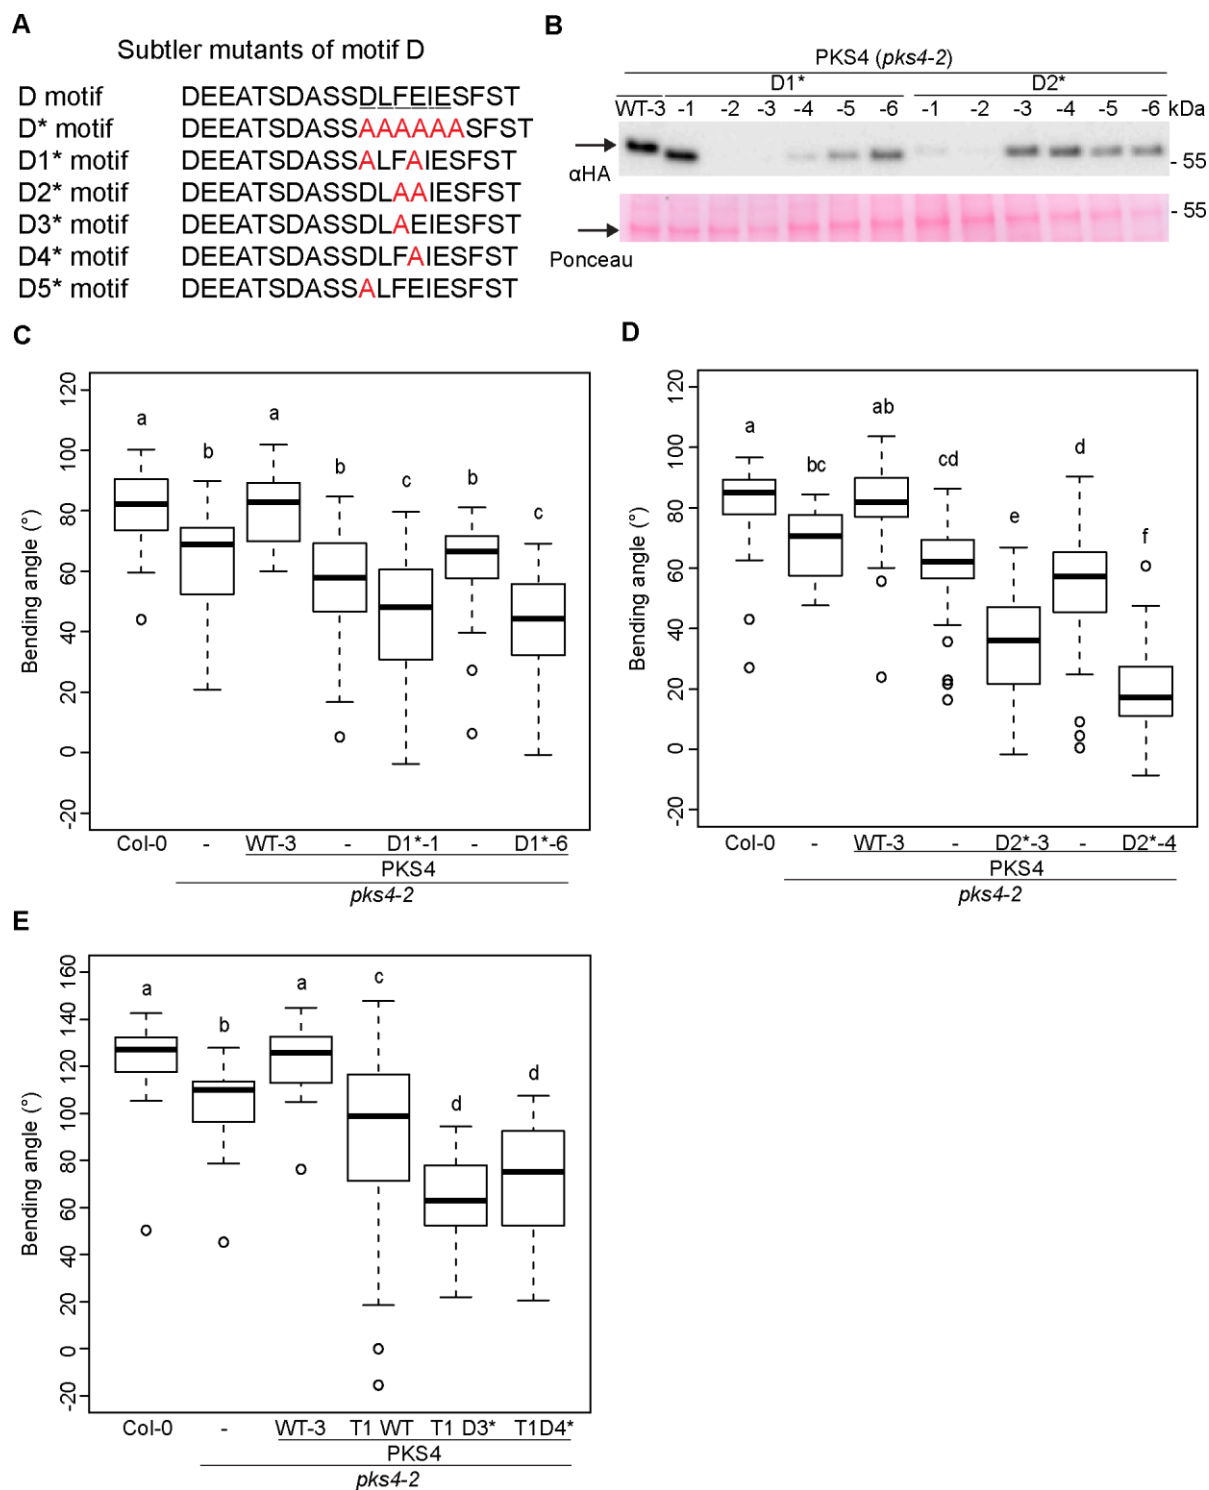 A
Subtler mutants of motif D
D motif DEEATSDASSDLFEIESFST
D* motif DEEATSDASSAAAAAASFST
D1* motif DEEATSDASSALFAIESFST
D2* motif DEEATSDASSDLAAIESFST
D3* motif DEEATSDASSDLAEIESFST
D4* motif DEEATSDASSDLFAIESFST
D5* motif DEEATSDASSALFEIESFST
B
PKS4 (pks4-2)
D1* D2*
WT-3 -1 -2 -3 -4 -5 -6 -1 -2 -3 -4 -5 -6 kDa
αHA
- 55
- 55
Ponceau
C
Bending angle (°)
120
100
80
60
40
20
0
-20
a b a b c b c
Col-0 - WT-3 - D1*-1 - D1*-6
PKS4
pks4-2
D
Bending angle (°)
120
100
80
60
40
20
0
-20
a bc ab cd e d f
Col-0 - WT-3 - D2*-3 - D2*-4
PKS4
pks4-2
E
Bending angle (°)
160
140
120
100
80
60
40
20
0
-20
a b a c d d
Col-0 - WT-3 T1 WT T1 D3* T1D4*
PKS4
pks4-2